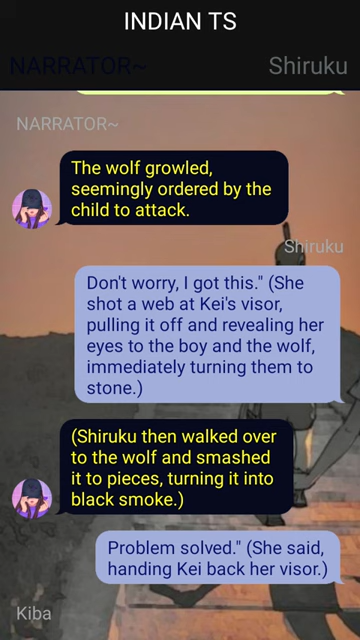 INDIAN TS
NARRATOR~
Shiruku
NARRATOR~
The wolf growled,
seemingly ordered by the
child to attack.
Shiruku
Don't worry, I got this." (She
shot a web at Kei's visor,
pulling it off and revealing her
eyes to the boy and the wolf,
immediately turning them to
stone.)
(Shiruku then walked over
to the wolf and smashed
it to pieces, turning it into
black smoke.)
Problem solved." (She said,
handing Kei back her visor.)
Kiba